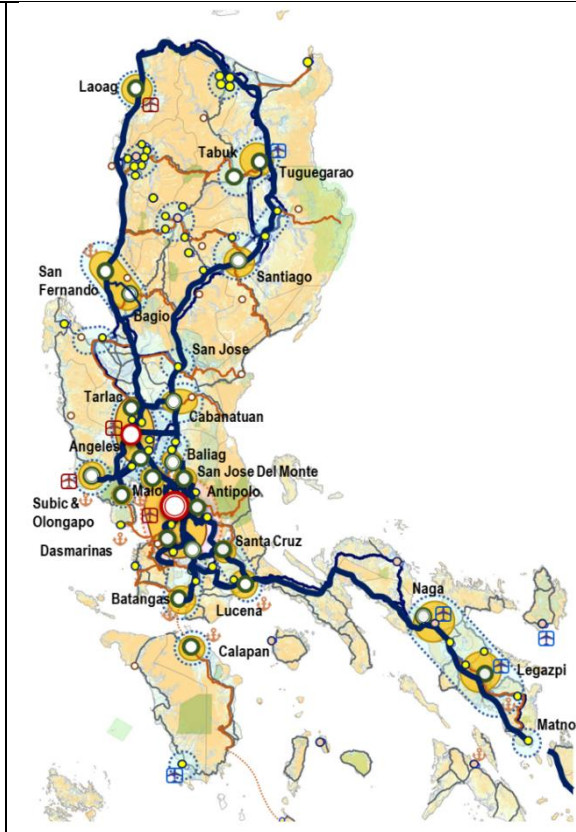 Laoag
Tabuk
Tuguegarao
San
Fernando
Santiago
Bagio
San Jose
Tarlac
Cabanatuan
Angeles
Baliag
San Jose Del Monte
Malo
Antipolo
Subic &
Olongapo
Dasmarinas
Santa Cruz
Batangas
Lucena
Naga
Calapan
Legazpi
Matno